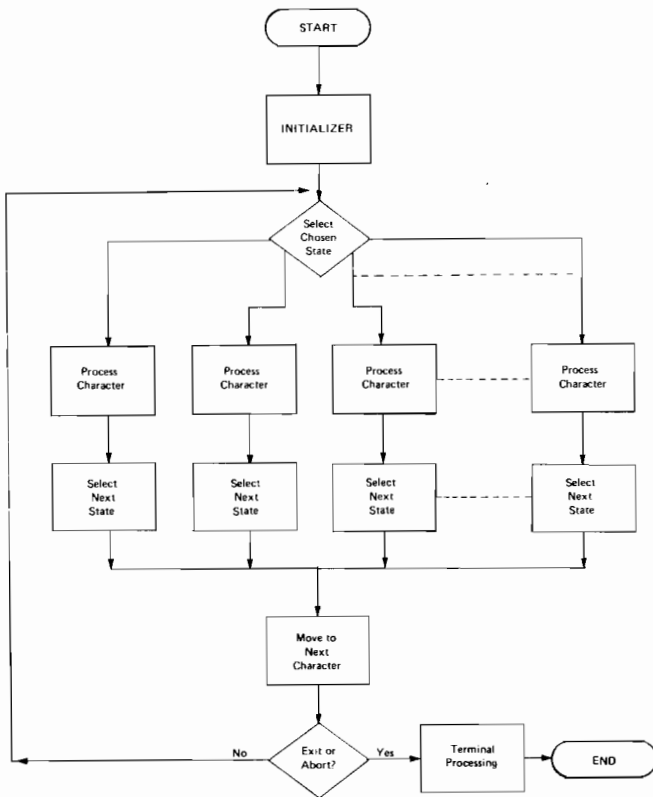 START
INITIALIZER
Select
Chosen
State
Process
Character
Process
Character
Process
Character
Process
Character
Select
Next
State
Select
Next
State
Select
Next
State
Select
Next
State
Move to
Next
Character
No
Exit or
Abort?
Yes
Terminal
Processing
END